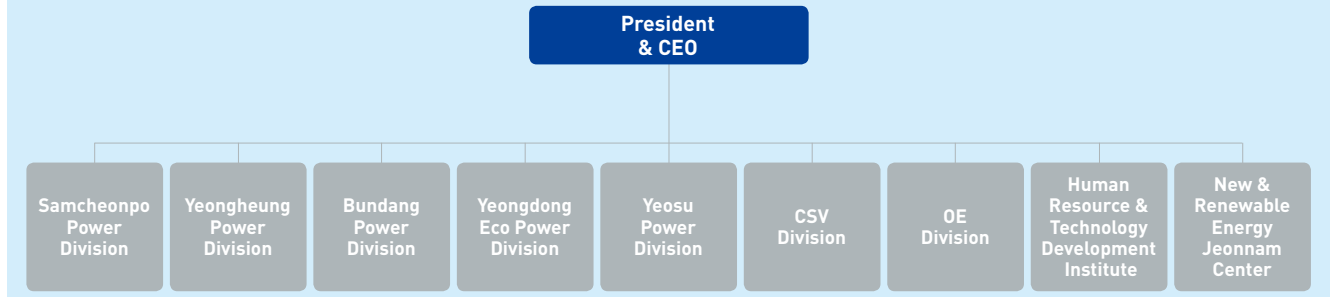 President
& CEO
Samcheonpo
Power
Division
Yeongheung
Power
Division
Bundang
Power
Division
Yeongdong
Eco Power
Division
Yeosu
Power
Division
CSV
Division
OE
Division
Human
Resource &
Technology
Development
Institute
New &
Renewable
Energy
Jeonnam
Center